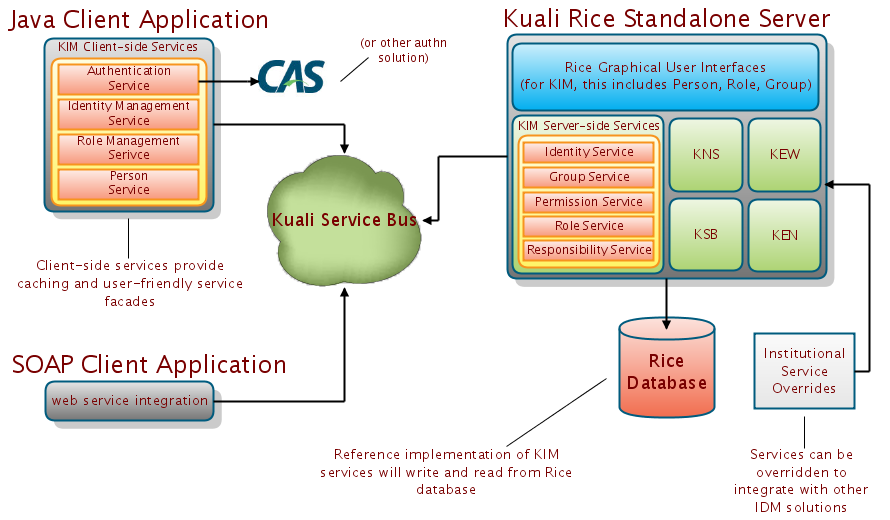 Java Client Application
KIM Client-side Services
Authentication
Service
Identity Management
Service
Role Management
Serivce
Person
Service
Client-side services provide
caching and user-friendly service
facades
CAS
(or other authn
solution)
Kuali Service Bus
SOAP Client Application
web service integration
Kuali Rice Standalone Server
Rice Graphical User Interfaces
(for KIM, this includes Person, Role, Group)
KIM Server-side Services
Identity Service
Group Service
Permission Service
Role Service
Responsibility Service
KNS
KEW
KSB
KEN
Rice
Database
Reference implementation of KIM
services will write and read from Rice
database
Institutional
Service
Overrides
Services can be
overridden to
integrate with other
IDM solutions